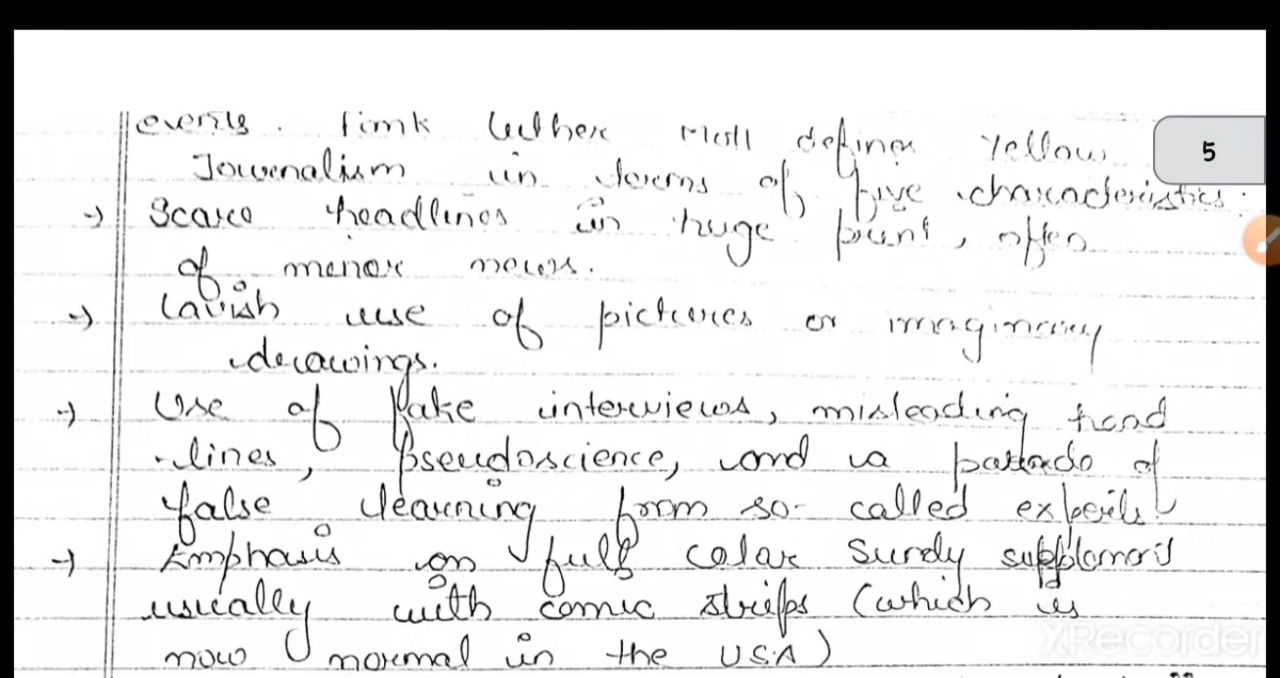 events. Frank Luther Mott defines Yellow
5
Journalism in terms of five characteristics.
→ Scare headlines in huge print, often
of minor news.
→ Lavish use of pictures or imaginary
drawings.
→ Use of fake interviews, misleading head
-lines, pseudoscience, and a parade of
false learning from so-called experts
→ Emphasis on full color Sunday supplements
usually with comic strips (which is
now normal in the USA)
XRecorder